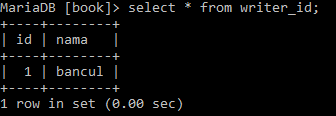 MariaDB [book]> select * from writer_id;
+----+--------+
| id | nama   |
+----+--------+
|  1 | bancul |
+----+--------+
1 row in set (0.00 sec)